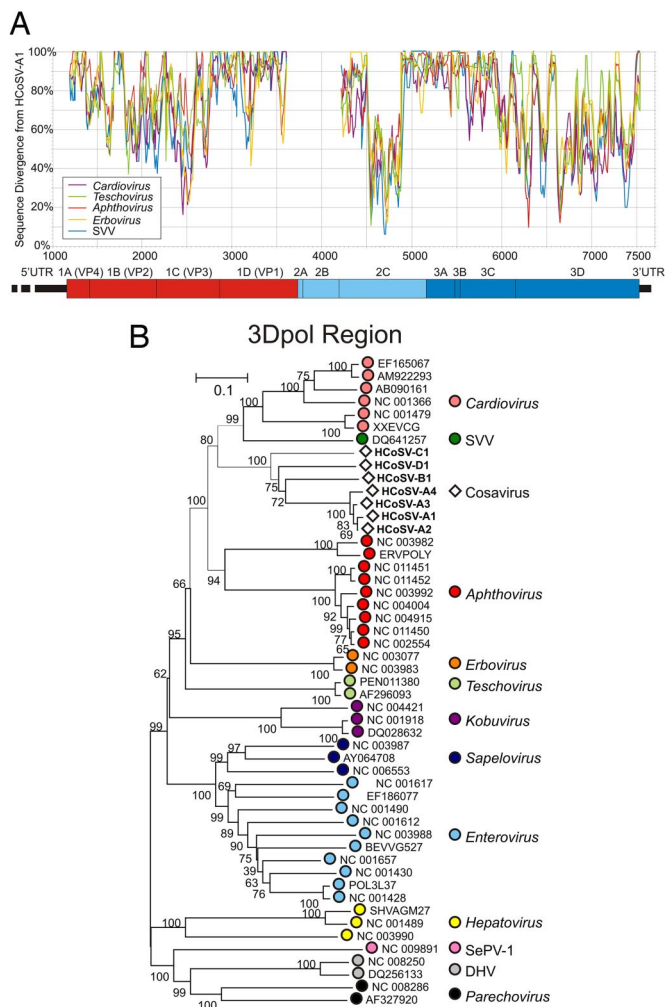 A
Sequence Divergence from HCoSV-A1
100%
80%
60%
40%
20%
0%
Cardiovirus
Teschovirus
Aphthovirus
Erbovirus
SVV
1000 2000 3000 4000 5000 6000 7000 7500
5'UTR 1A (VP4) 1B (VP2) 1C (VP3) 1D (VP1) 2A 2B 2C 3A 3B 3C 3D 3'UTR
B 3Dpol Region
0.1
100 EF165067
75 AM922293
100 AB090161
100 NC 001366
Cardiovirus
NC 001479
99 100 XXEVCG
80 DQ641257
SVV
100 HCoSV-C1
HCoSV-D1
75 HCoSV-B1
72 HCoSV-A4
Cosavirus
100 HCoSV-A3
83 HCoSV-A1
69 HCoSV-A2
100 NC 003982
94 ERVPOLY
100 NC 011451
NC 011452
100 NC 003992
Aphthovirus
92 NC 004004
99 NC 004915
77 NC 011450
65 NC 002554
100
66
NC 003077
Erbovirus
100 NC 003983
95
PEN011380
Teschovirus
100 AF296093
62
NC 004421
100 NC 001918
Kobuvirus
100 DQ028632
99
97 NC 003987
99 AY064708
Sapelovirus
NC 006553
100
69 NC 001617
EF186077
99 NC 001490
NC 001612
89 NC 003988
Enterovirus
90 BEVVG527
75 NC 001657
39 NC 001430
63 POL3L37
76 100 NC 001428
SHVAGM27
100 NC 001489
Hepatovirus
100 NC 003990
NC 009891
SePV-1
100 NC 008250
DHV
DQ256133
99 NC 008286
100 AF327920
Parechovirus